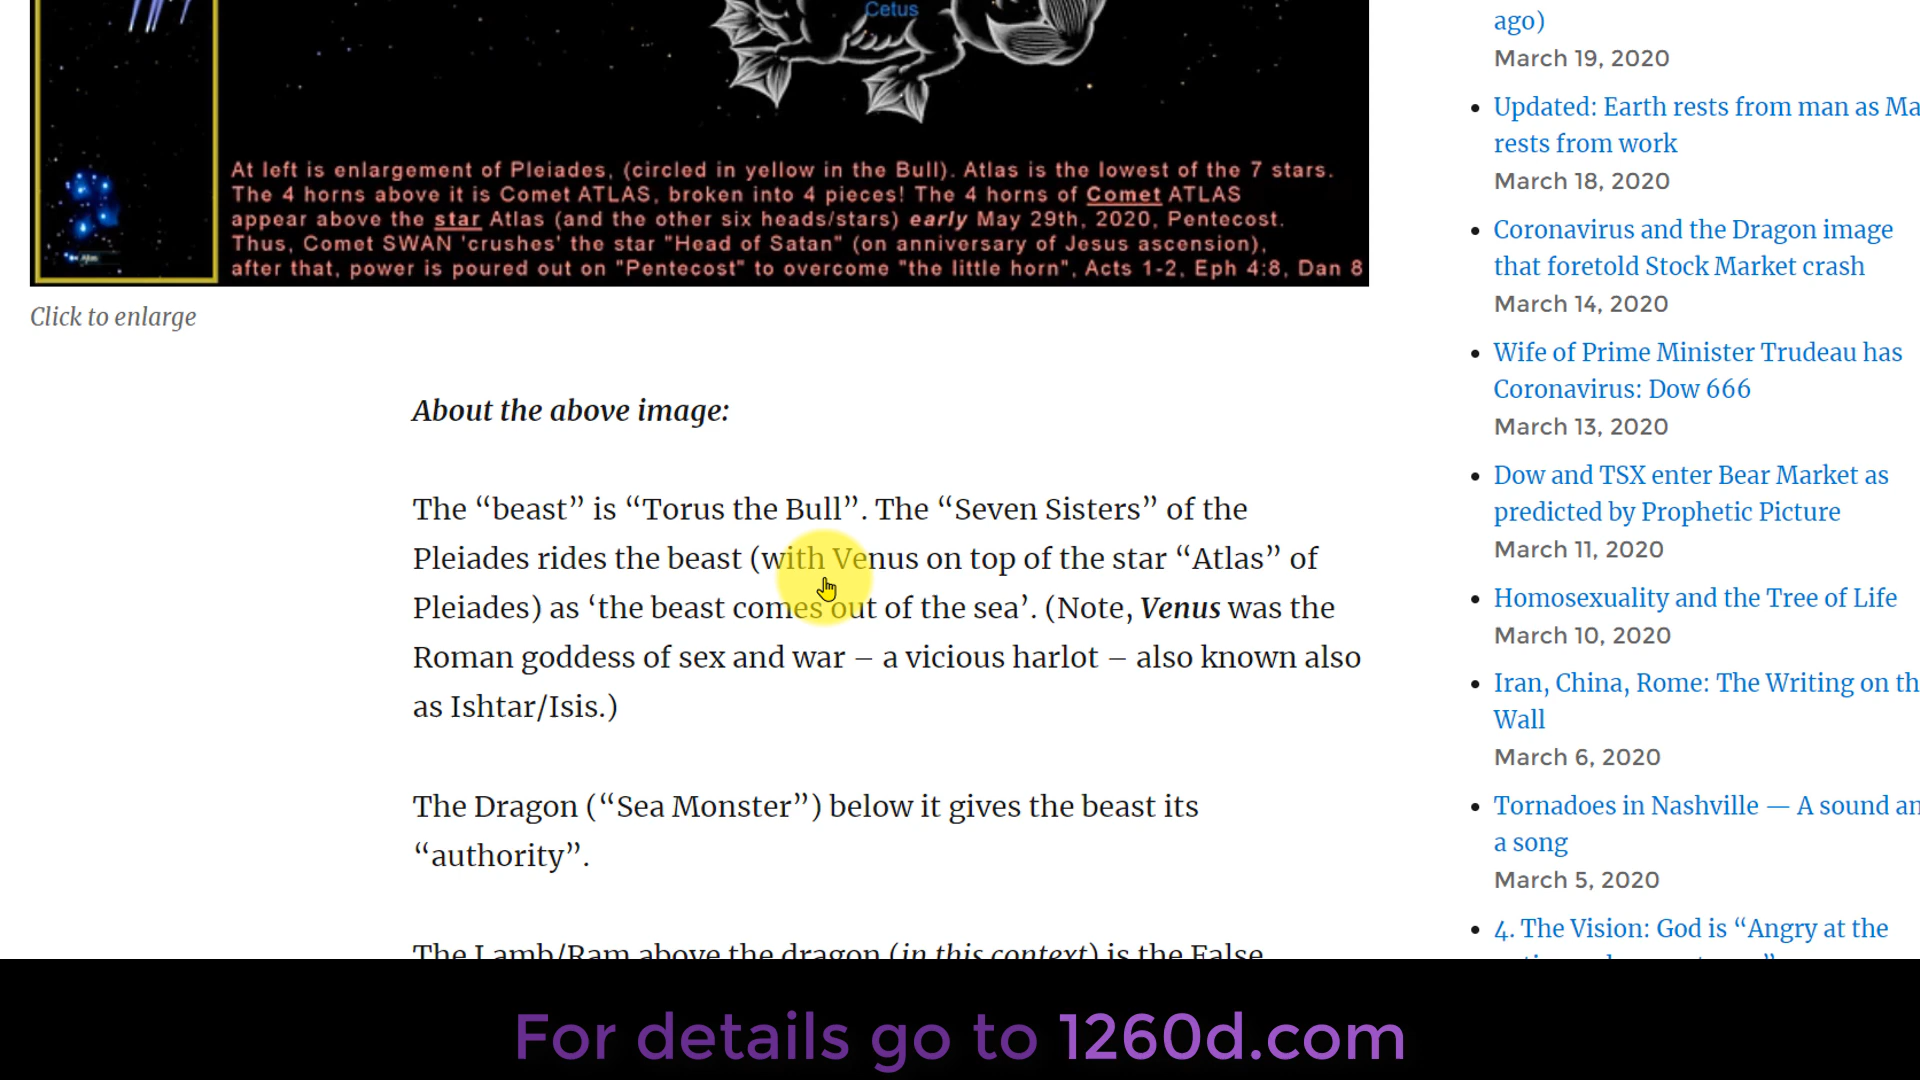 Cetus
At left is enlargement of Pleiades, (circled in yellow in the Bull). Atlas is the lowest of the 7 stars.
The 4 horns above it is Comet ATLAS, broken into 4 pieces! The 4 horns of Comet ATLAS
appear above the star Atlas (and the other six heads/stars) early May 29th, 2020, Pentecost.
Thus, Comet SWAN 'crushes' the star "Head of Satan" (on anniversary of Jesus ascension),
after that, power is poured out on "Pentecost" to overcome "the little horn", Acts 1-2, Eph 4:8, Dan 8
Click to enlarge
About the above image:
The “beast” is “Torus the Bull”. The “Seven Sisters” of the
Pleiades rides the beast (with Venus on top of the star “Atlas” of
Pleiades) as ‘the beast comes out of the sea’. (Note, Venus was the
Roman goddess of sex and war – a vicious harlot – also known also
as Ishtar/Isis.)
The Dragon (“Sea Monster”) below it gives the beast its
“authority”.
The Lamb/Ram above the dragon (in this context) is the False
ago)
March 19, 2020
Updated: Earth rests from man as Ma
rests from work
March 18, 2020
Coronavirus and the Dragon image
that foretold Stock Market crash
March 14, 2020
Wife of Prime Minister Trudeau has
Coronavirus: Dow 666
March 13, 2020
Dow and TSX enter Bear Market as
predicted by Prophetic Picture
March 11, 2020
Homosexuality and the Tree of Life
March 10, 2020
Iran, China, Rome: The Writing on th
Wall
March 6, 2020
Tornadoes in Nashville — A sound an
a song
March 5, 2020
4. The Vision: God is “Angry at the
For details go to 1260d.com